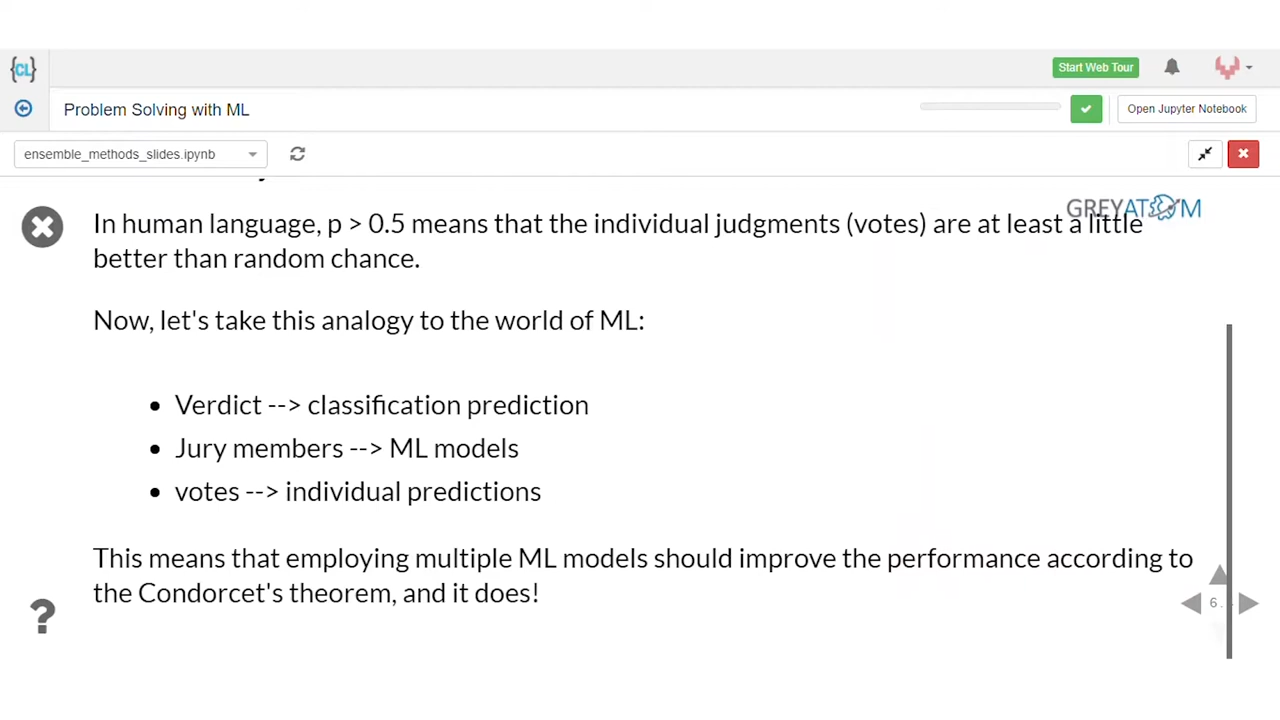 {CL}
Start Web Tour
Problem Solving with ML
Open Jupyter Notebook
ensemble_methods_slides.ipynb
GREYATOM
In human language, p > 0.5 means that the individual judgments (votes) are at least a little
better than random chance.
Now, let's take this analogy to the world of ML:
• Verdict --> classification prediction
• Jury members --> ML models
• votes --> individual predictions
This means that employing multiple ML models should improve the performance according to
the Condorcet's theorem, and it does!
?
6.